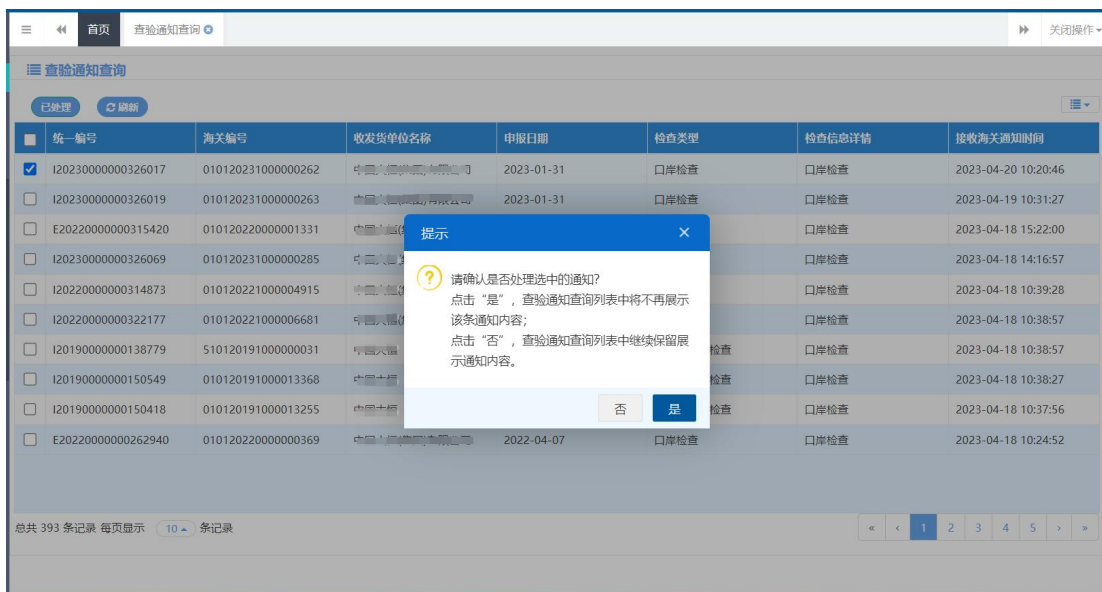 首页 查验通知查询 关闭操作
查验通知查询
已处理 刷新
统一编号 海关编号 收发货单位名称 申报日期 检查类型 检查信息详情 接收海关通知时间
I20230000000326017 010120231000000262 2023-01-31 口岸检查 口岸检查 2023-04-20 10:20:46
I20230000000326019 010120231000000263 2023-01-31 口岸检查 口岸检查 2023-04-19 10:31:27
E20220000000315420 010120220000001331 口岸检查 2023-04-18 15:22:00
I20230000000326069 010120231000000285 口岸检查 2023-04-18 14:16:57
I20220000000314873 010120221000004915 口岸检查 2023-04-18 10:39:28
I20220000000322177 010120221000006681 口岸检查 2023-04-18 10:38:57
I20190000000138779 510120191000000031 检查 口岸检查 2023-04-18 10:38:57
I20190000000150549 010120191000013368 检查 口岸检查 2023-04-18 10:38:27
I20190000000150418 010120191000013255 检查 口岸检查 2023-04-18 10:37:56
E20220000000262940 010120220000000369 2022-04-07 口岸检查 口岸检查 2023-04-18 10:24:52
提示
请确认是否处理选中的通知?
点击“是”，查验通知查询列表中将不再展示
该条通知内容;
点击“否”，查验通知查询列表中继续保留展
示通知内容。
否 是
总共 393 条记录 每页显示 10 条记录 « ‹ 1 2 3 4 5 › »